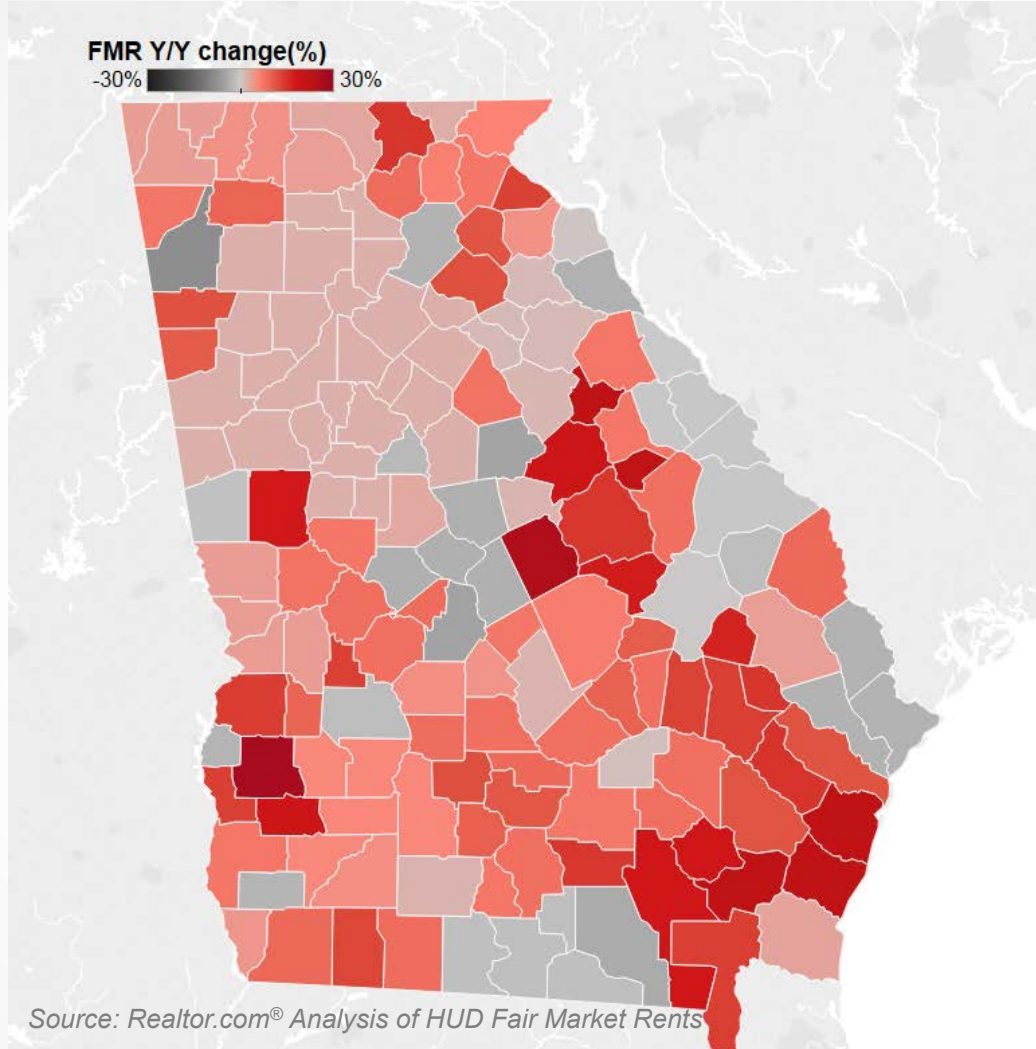 FMR Y/Y change(%)
-30% 30%
Source: Realtor.com® Analysis of HUD Fair Market Rents